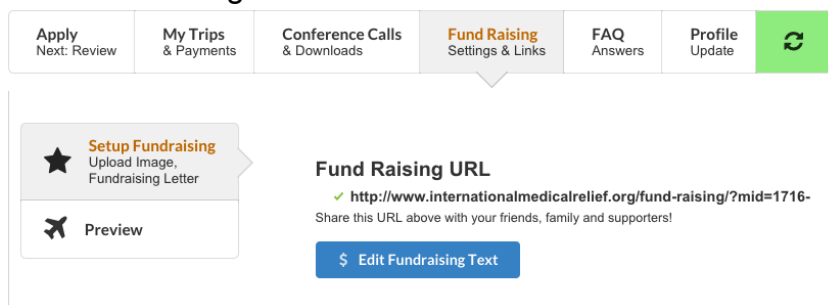 Apply
Next: Review
My Trips
& Payments
Conference Calls
& Downloads
Fund Raising
Settings & Links
FAQ
Answers
Profile
Update
Setup Fundraising
Upload Image,
Fundraising Letter
Preview
Fund Raising URL
http://www.internationalmedicalrelief.org/fund-raising/?mid=1716-
Share this URL above with your friends, family and supporters!
$ Edit Fundraising Text